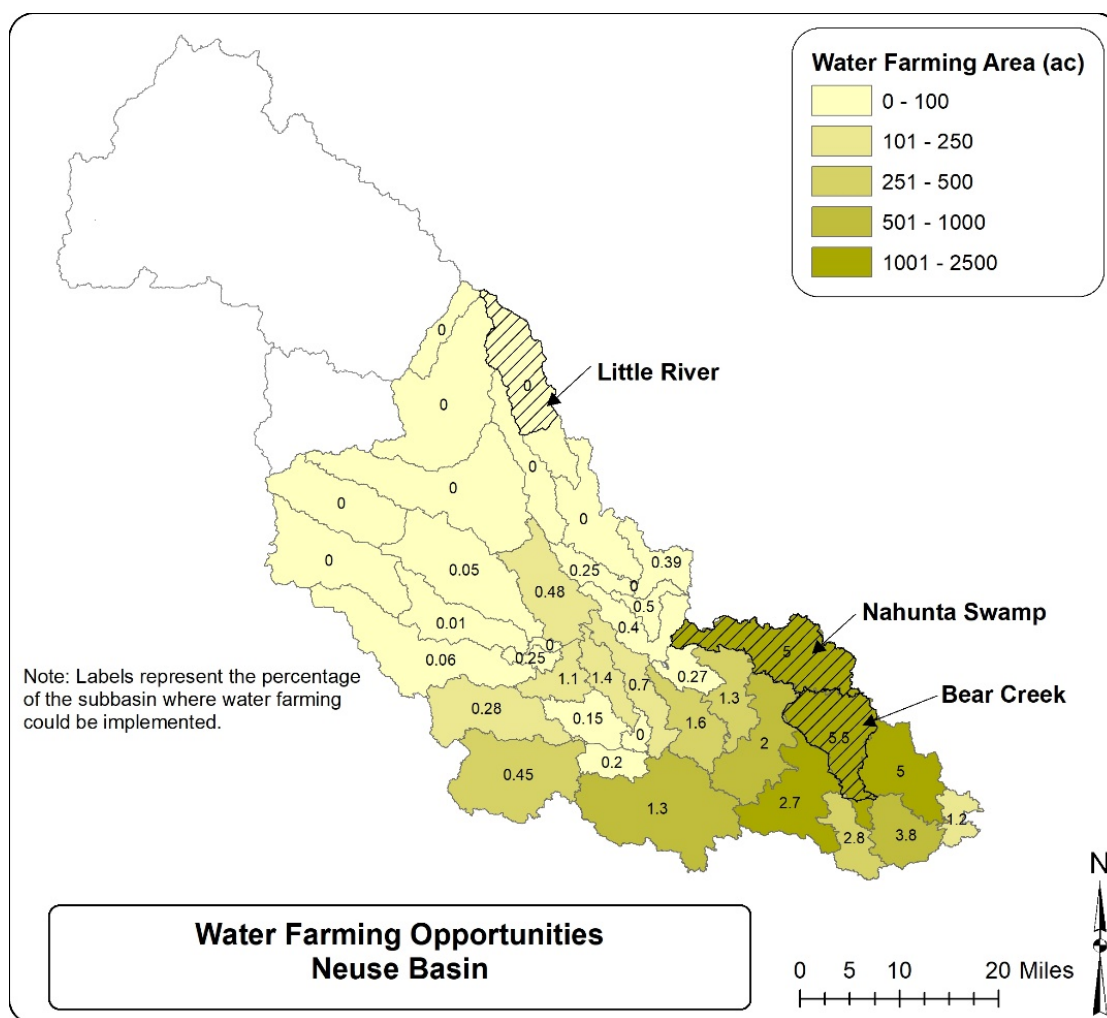 Water Farming Area (ac)
0 - 100
101 - 250
251 - 500
501 - 1000
1001 - 2500
0
Little River
0
0
0
0
0
0
0
0.39
0.05
0.25
0
0.48
0.5
0.01
0.4
Nahunta Swamp
0
5
0.06
0.25
0.27
Note: Labels represent the percentage
of the subbasin where water farming
could be implemented.
1.1
1.4
0.7
1.3
Bear Creek
0.28
0.15
1.6
0
2
5.5
0.2
5
0.45
1.3
2.7
1.2
2.8
3.8
N
Water Farming Opportunities
Neuse Basin
0 5 10 20 Miles